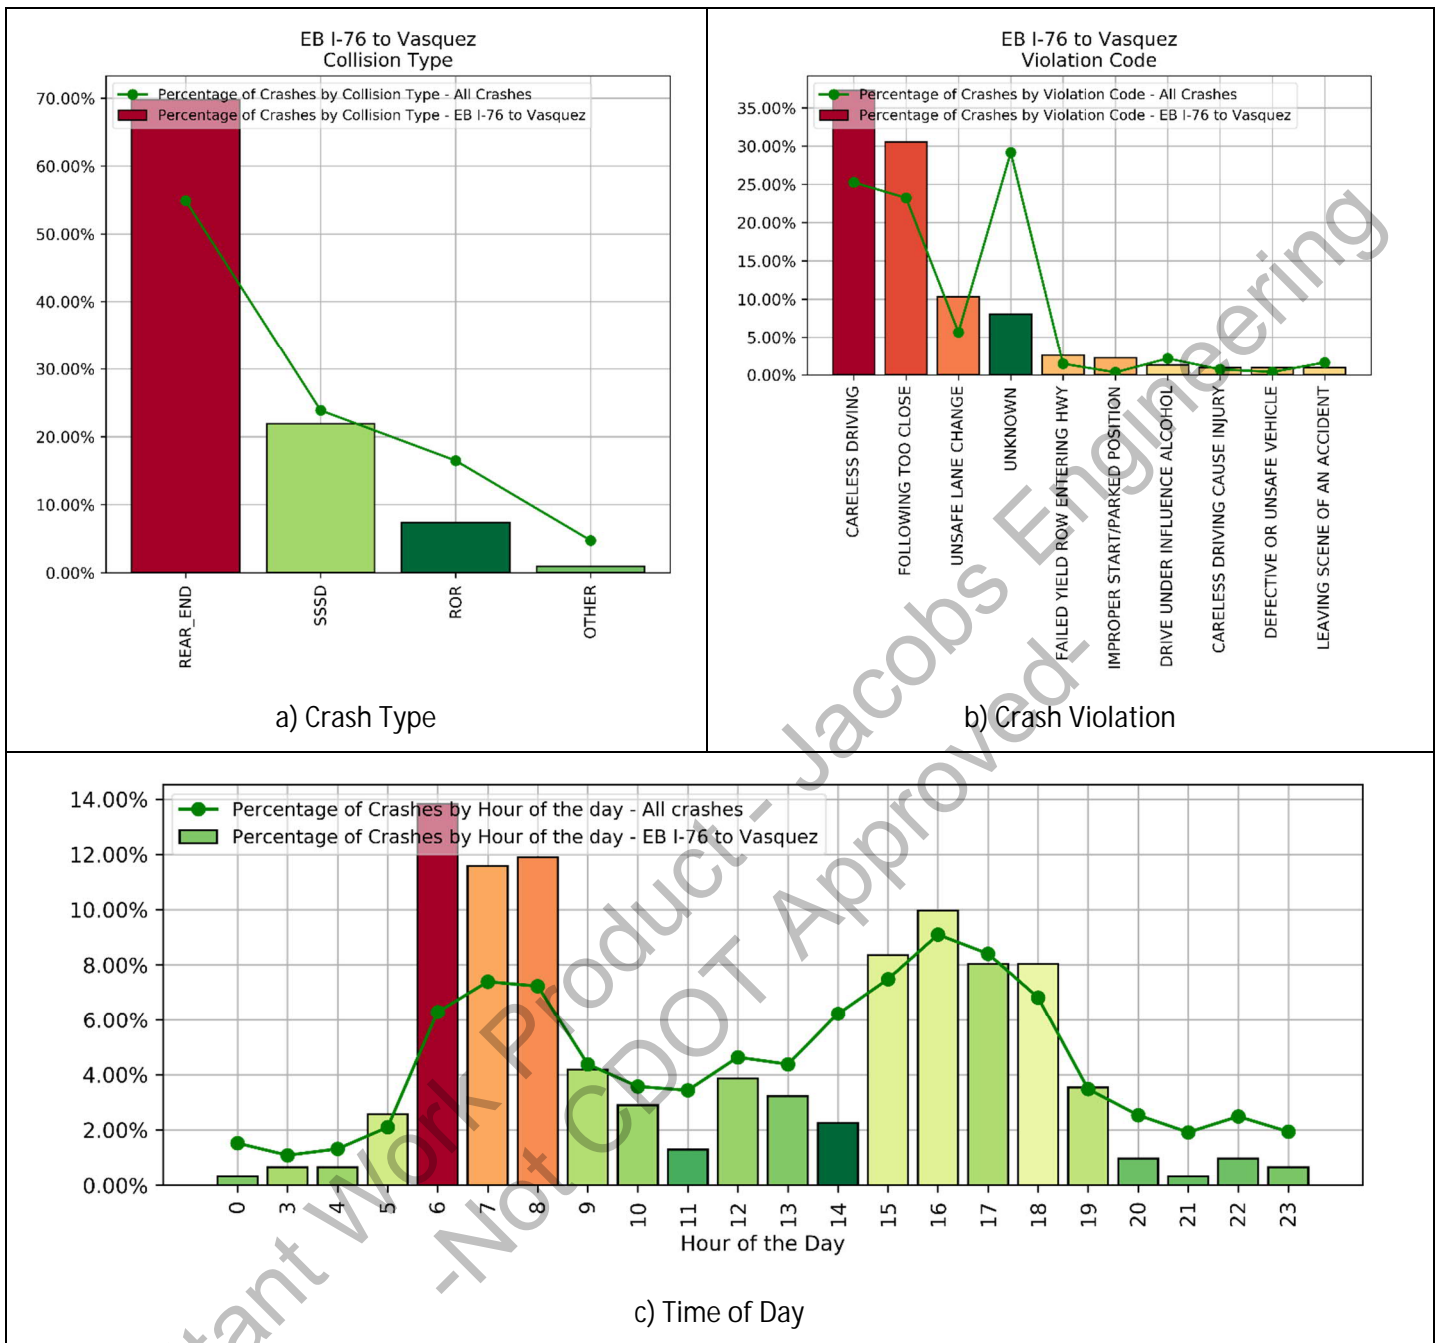 EB I-76 to Vasquez
Collision Type
Percentage of Crashes by Collision Type - All Crashes
Percentage of Crashes by Collision Type - EB I-76 to Vasquez
70.00%
60.00%
50.00%
40.00%
30.00%
20.00%
10.00%
0.00%
REAR_END
SSSD
ROR
OTHER
a) Crash Type
EB I-76 to Vasquez
Violation Code
Percentage of Crashes by Violation Code - All Crashes
Percentage of Crashes by Violation Code - EB I-76 to Vasquez
35.00%
30.00%
25.00%
20.00%
15.00%
10.00%
5.00%
0.00%
CARELESS DRIVING
FOLLOWING TOO CLOSE
UNSAFE LANE CHANGE
UNKNOWN
FAILED YIELD ROW ENTERING HWY
IMPROPER START/PARKED POSITION
DRIVE UNDER INFLUENCE ALCOHOL
CARELESS DRIVING CAUSE INJURY
DEFECTIVE OR UNSAFE VEHICLE
LEAVING SCENE OF AN ACCIDENT
b) Crash Violation
Percentage of Crashes by Hour of the day - All crashes
Percentage of Crashes by Hour of the day - EB I-76 to Vasquez
14.00%
12.00%
10.00%
8.00%
6.00%
4.00%
2.00%
0.00%
0 3 4 5 6 7 8 9 10 11 12 13 14 15 16 17 18 19 20 21 22 23
Hour of the Day
c) Time of Day
tant Work Product - Jacobs Engineering
-Not CDOT Approved-